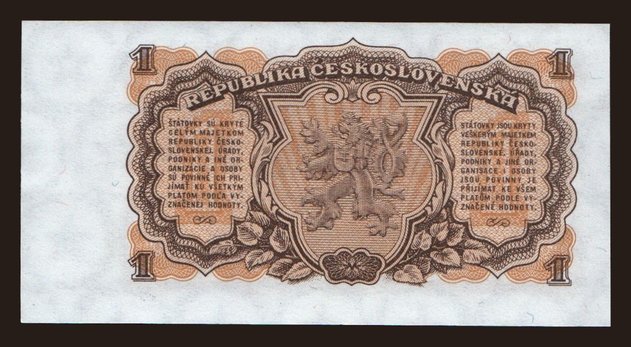 1
1
REPUBLIKA ČESKOSLOVENSKÁ
ŠTÁTOVKY SÚ KRYTÉ
CELÝM MAJETKOM
REPUBLIKY ČESKO-
SLOVENSKEJ. ÚRADY,
PODNIKY A INÉ OR-
GANIZÁCIE A OSOBY
SÚ POVINNÉ ICH PRI-
JÍMAŤ KU VŠETKÝM
PLATOM PODĽA VY-
ZNAČENEJ HODNOTY.
STÁTOVKY JSOU KRYTY
VEŠKERÝM MAJETKEM
REPUBLIKY ČESKO-
SLOVENSKÉ. ÚŘADY,
PODNIKY A JINÉ OR-
GANISACE I OSOBY
JSOU POVINNY JE
PŘIJÍMAT KE VŠEM
PLATŮM PODLE VY-
ZNAČENÉ HODNOTY.
1
1